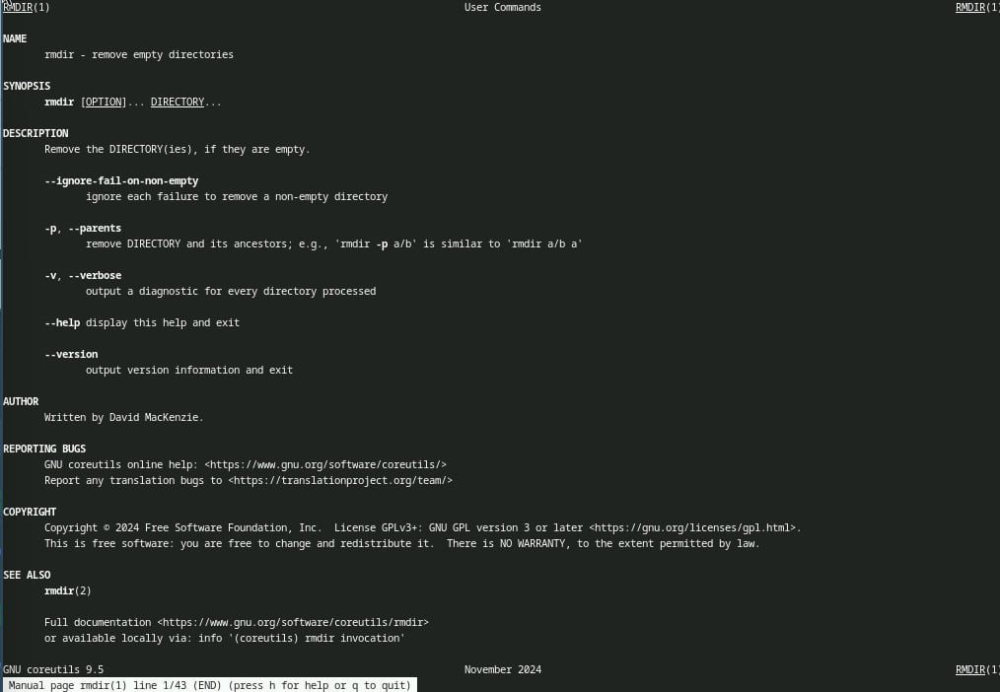 RMDIR(1) User Commands RMDIR(1)
NAME
rmdir - remove empty directories
SYNOPSIS
rmdir [OPTION]... DIRECTORY...
DESCRIPTION
Remove the DIRECTORY(ies), if they are empty.
--ignore-fail-on-non-empty
ignore each failure to remove a non-empty directory
-p, --parents
remove DIRECTORY and its ancestors; e.g., 'rmdir -p a/b' is similar to 'rmdir a/b a'
-v, --verbose
output a diagnostic for every directory processed
--help display this help and exit
--version
output version information and exit
AUTHOR
Written by David MacKenzie.
REPORTING BUGS
GNU coreutils online help: <https://www.gnu.org/software/coreutils/>
Report any translation bugs to <https://translationproject.org/team/>
COPYRIGHT
Copyright © 2024 Free Software Foundation, Inc. License GPLv3+: GNU GPL version 3 or later <https://gnu.org/licenses/gpl.html>.
This is free software: you are free to change and redistribute it. There is NO WARRANTY, to the extent permitted by law.
SEE ALSO
rmdir(2)
Full documentation <https://www.gnu.org/software/coreutils/rmdir>
or available locally via: info '(coreutils) rmdir invocation'
GNU coreutils 9.5 November 2024 RMDIR(1)
Manual page rmdir(1) line 1/43 (END) (press h for help or q to quit)